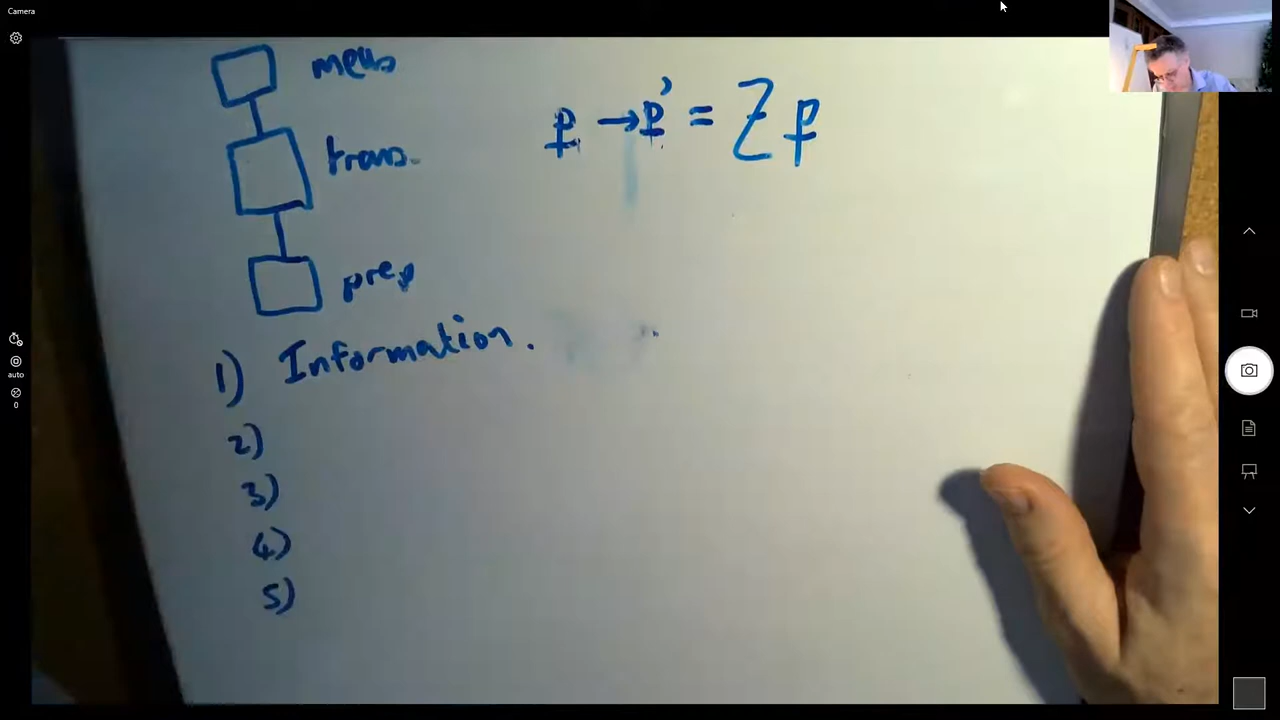 Camera
meas
p → p' = Z p
trans.
prep
1) Information.
2)
3)
4)
5)
auto
0